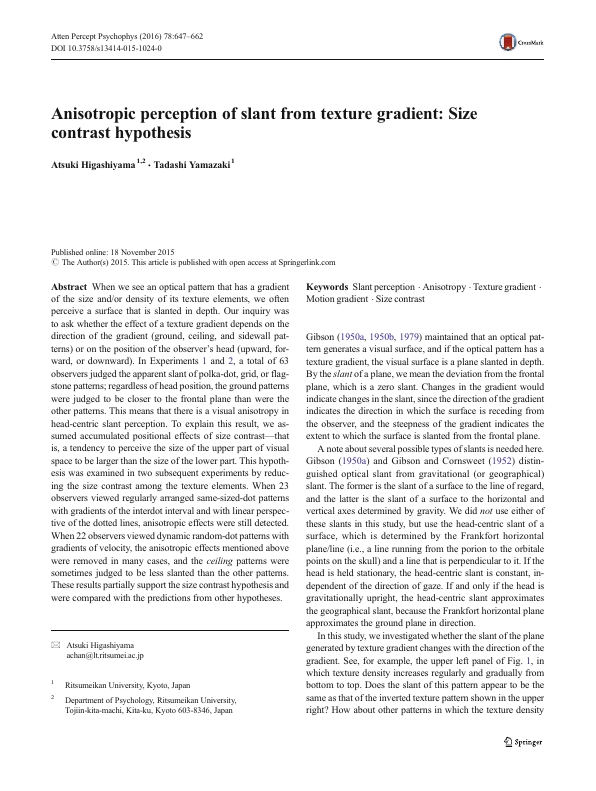 Atten Percept Psychophys (2016) 78:647–662
DOI 10.3758/s13414-015-1024-0
CrossMark
Anisotropic perception of slant from texture gradient: Size
contrast hypothesis
Atsuki Higashiyama1,2 · Tadashi Yamazaki1
Published online: 18 November 2015
© The Author(s) 2015. This article is published with open access at Springerlink.com
Abstract When we see an optical pattern that has a gradient
of the size and/or density of its texture elements, we often
perceive a surface that is slanted in depth. Our inquiry was
to ask whether the effect of a texture gradient depends on the
direction of the gradient (ground, ceiling, and sidewall pat-
terns) or on the position of the observer's head (upward, for-
ward, or downward). In Experiments 1 and 2, a total of 63
observers judged the apparent slant of polka-dot, grid, or flag-
stone patterns; regardless of head position, the ground patterns
were judged to be closer to the frontal plane than were the
other patterns. This means that there is a visual anisotropy in
head-centric slant perception. To explain this result, we as-
sumed accumulated positional effects of size contrast—that
is, a tendency to perceive the size of the upper part of visual
space to be larger than the size of the lower part. This hypoth-
esis was examined in two subsequent experiments by reduc-
ing the size contrast among the texture elements. When 23
observers viewed regularly arranged same-sized-dot patterns
with gradients of the interdot interval and with linear perspec-
tive of the dotted lines, anisotropic effects were still detected.
When 22 observers viewed dynamic random-dot patterns with
gradients of velocity, the anisotropic effects mentioned above
were removed in many cases, and the ceiling patterns were
sometimes judged to be less slanted than the other patterns.
These results partially support the size contrast hypothesis and
were compared with the predictions from other hypotheses.
✉ Atsuki Higashiyama
achan@lt.ritsumei.ac.jp
1 Ritsumeikan University, Kyoto, Japan
2 Department of Psychology, Ritsumeikan University,
Tojiin-kita-machi, Kita-ku, Kyoto 603-8346, Japan
Keywords Slant perception · Anisotropy · Texture gradient ·
Motion gradient · Size contrast
Gibson (1950a, 1950b, 1979) maintained that an optical pat-
tern generates a visual surface, and if the optical pattern has a
texture gradient, the visual surface is a plane slanted in depth.
By the slant of a plane, we mean the deviation from the frontal
plane, which is a zero slant. Changes in the gradient would
indicate changes in the slant, since the direction of the gradient
indicates the direction in which the surface is receding from
the observer, and the steepness of the gradient indicates the
extent to which the surface is slanted from the frontal plane.
A note about several possible types of slants is needed here.
Gibson (1950a) and Gibson and Cornsweet (1952) distin-
guished optical slant from gravitational (or geographical)
slant. The former is the slant of a surface to the line of regard,
and the latter is the slant of a surface to the horizontal and
vertical axes determined by gravity. We did not use either of
these slants in this study, but use the head-centric slant of a
surface, which is determined by the Frankfort horizontal
plane/line (i.e., a line running from the porion to the orbitale
points on the skull) and a line that is perpendicular to it. If the
head is held stationary, the head-centric slant is constant, in-
dependent of the direction of gaze. If and only if the head is
gravitationally upright, the head-centric slant approximates
the geographical slant, because the Frankfort horizontal plane
approximates the ground plane in direction.
In this study, we investigated whether the slant of the plane
generated by texture gradient changes with the direction of the
gradient. See, for example, the upper left panel of Fig. 1, in
which texture density increases regularly and gradually from
bottom to top. Does the slant of this pattern appear to be the
same as that of the inverted texture pattern shown in the upper
right? How about other patterns in which the texture density
Springer